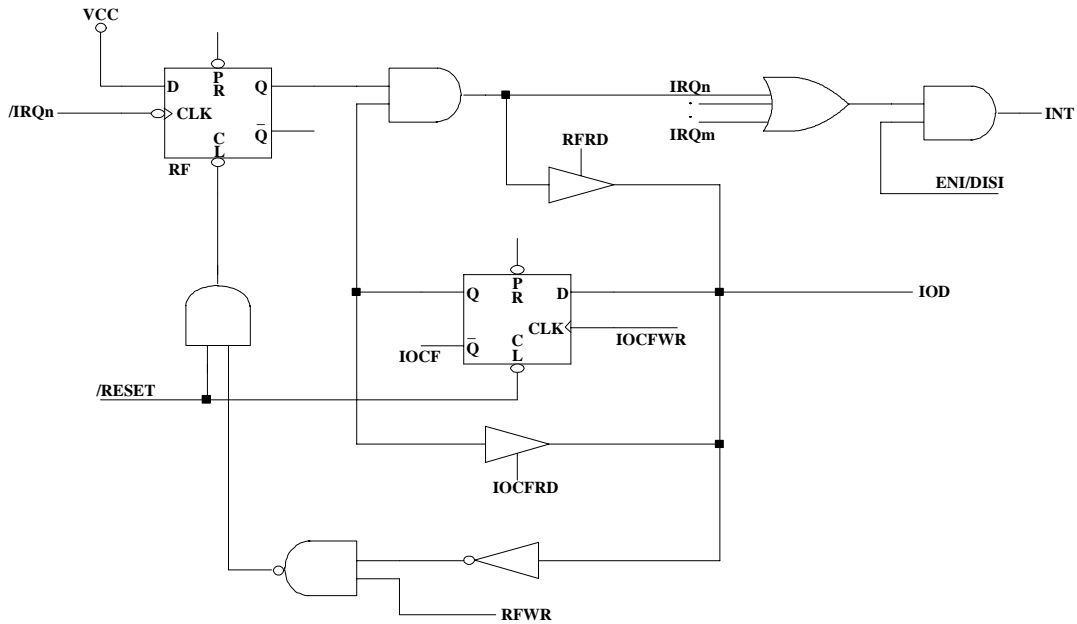 VCC
D
P
R
Q
/IRQn
CLK
Q̅
C
L
RF
IRQn
:
IRQm
INT
RFRD
ENI/DISI
Q
P
R
D
IOD
CLK
IOCFWR
IOCF
Q̅
C
L
/RESET
IOCFRD
RFWR